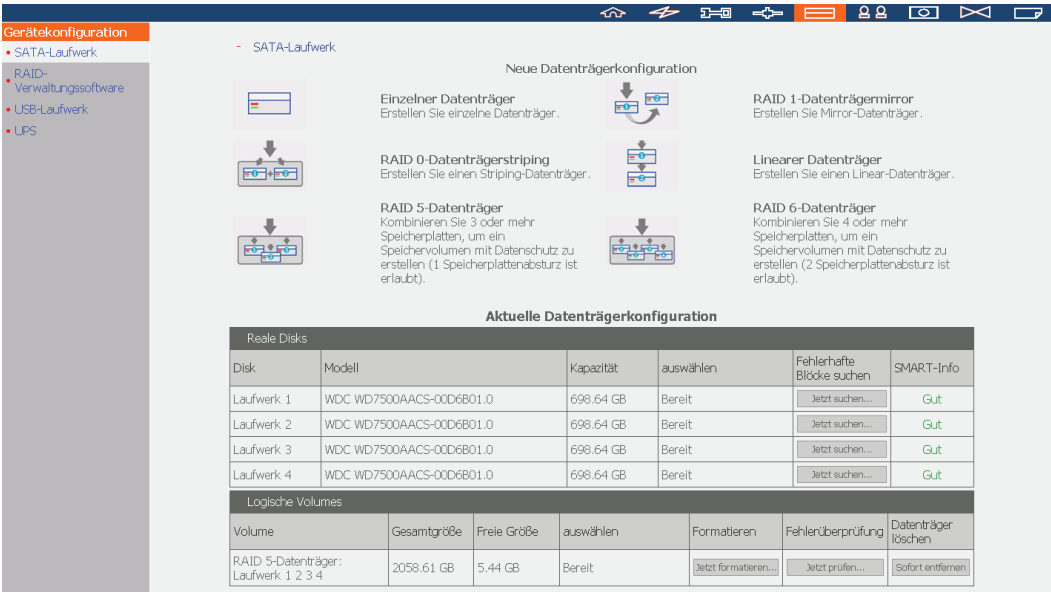 Gerätekonfiguration
• SATA-Laufwerk
• RAID-
Verwaltungssoftware
• USB-Laufwerk
• UPS
- SATA-Laufwerk
Neue Datenträgerkonfiguration
Einzelner Datenträger
Erstellen Sie einzelne Datenträger.
RAID 1-Datenträgermirror
Erstellen Sie Mirror-Datenträger.
RAID 0-Datenträgerstriping
Erstellen Sie einen Striping-Datenträger.
Linearer Datenträger
Erstellen Sie einen Linear-Datenträger.
RAID 5-Datenträger
Kombinieren Sie 3 oder mehr
Speicherplatten, um ein
Speichervolumen mit Datenschutz zu
erstellen (1 Speicherplattenabsturz ist
erlaubt).
RAID 6-Datenträger
Kombinieren Sie 4 oder mehr
Speicherplatten, um ein
Speichervolumen mit Datenschutz zu
erstellen (2 Speicherplattenabsturz ist
erlaubt).
Aktuelle Datenträgerkonfiguration
Reale Disks
Disk Modell Kapazität auswählen Fehlerhafte Blöcke suchen SMART-Info
Laufwerk 1 WDC WD7500AACS-00D6B01.0 698.64 GB Bereit Jetzt suchen... Gut
Laufwerk 2 WDC WD7500AACS-00D6B01.0 698.64 GB Bereit Jetzt suchen... Gut
Laufwerk 3 WDC WD7500AACS-00D6B01.0 698.64 GB Bereit Jetzt suchen... Gut
Laufwerk 4 WDC WD7500AACS-00D6B01.0 698.64 GB Bereit Jetzt suchen... Gut
Logische Volumes
Volume Gesamtgröße Freie Größe auswählen Formatieren Fehlerüberprüfung Datenträger löschen
RAID 5-Datenträger:
Laufwerk 1 2 3 4 2058.61 GB 5.44 GB Bereit Jetzt formatieren... Jetzt prüfen... Sofort entfernen